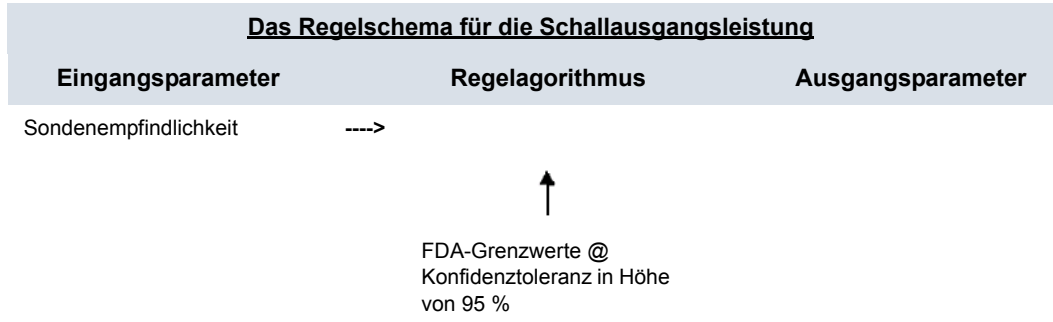 Das Regelschema für die Schallausgangsleistung
Eingangsparameter Regelagorithmus Ausgangsparameter
Sondenempfindlichkeit ---->
FDA-Grenzwerte @
Konfidenztoleranz in Höhe
von 95 %